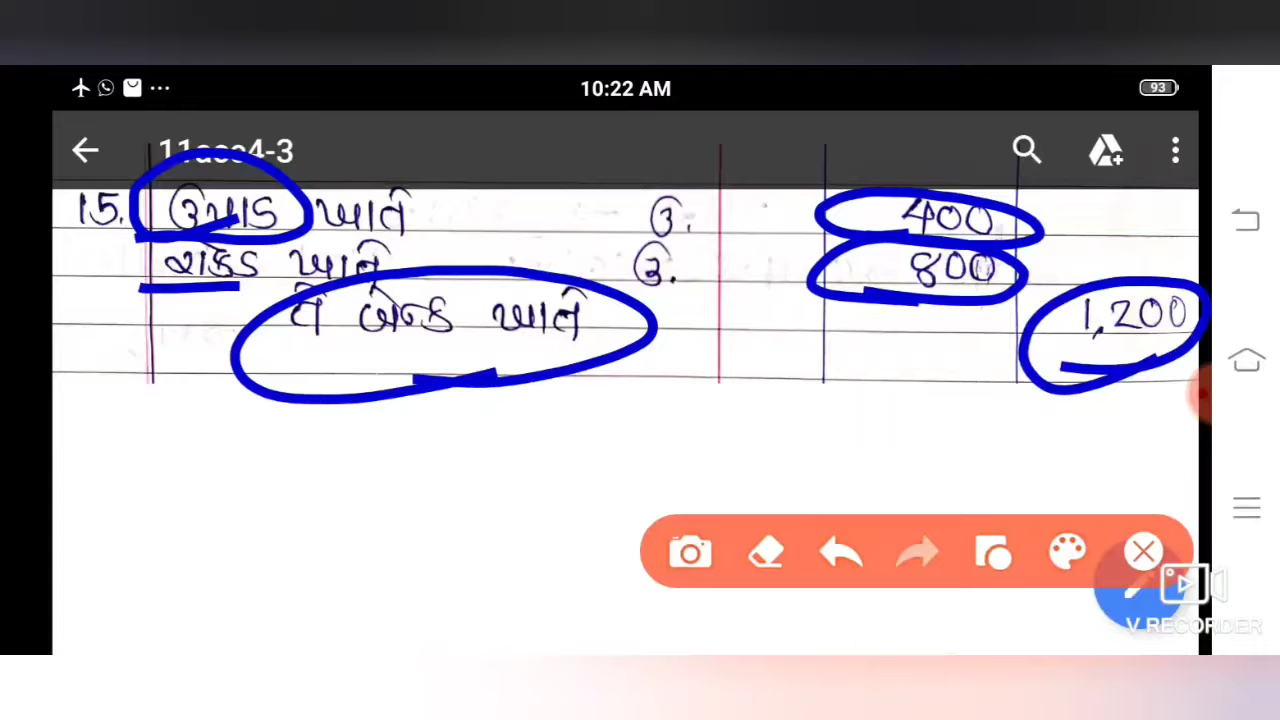 10:22 AM
93
11acc4-3
15. ઉપાડ ખાતે ઉ. 400
રોકડ ખાતે ઉ. 800
તે બેન્ક ખાતે 1,200
V RECORDER